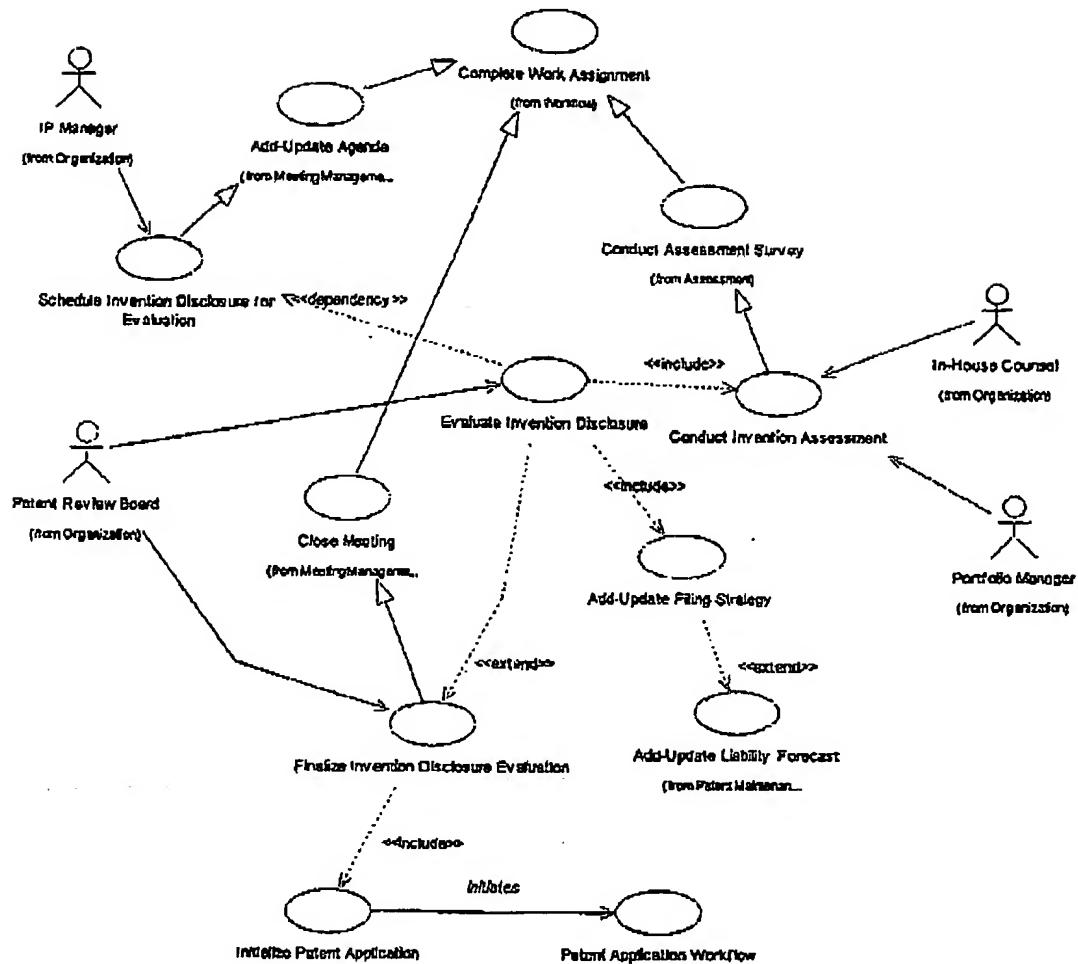 Complete Work Assignment
(from Workflow)
IP Manager
(from Organization)
Add-Update Agenda
(from Meeting Manageme...
Conduct Assessment Survey
(from Assessment)
Schedule Invention Disclosure for
Evaluation
<<dependency>>
<<include>>
In-House Counsel
(from Organization)
Evaluate Invention Disclosure
Conduct Invention Assessment
Patent Review Board
(from Organization)
<<include>>
Close Meeting
(from Meeting Manageme...
Add-Update Filing Strategy
Portfolio Manager
(from Organization)
<<extend>>
<<extend>>
Finalize Invention Disclosure Evaluation
Add-Update Liability Forecast
(from Patent Maintenan...
<<include>>
initiates
Initialize Patent Application
Patent Application Workflow